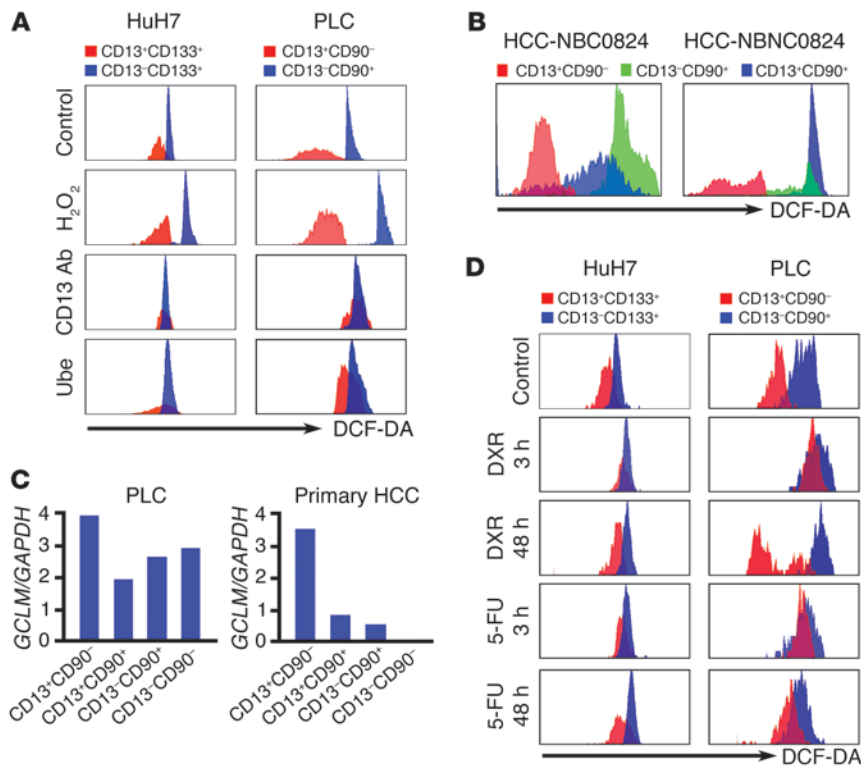 A
HuH7
PLC
CD13⁺CD133⁺
CD13⁻CD133⁺
CD13⁺CD90⁻
CD13⁻CD90⁺
Control
H₂O₂
CD13 Ab
Ube
DCF-DA
B
HCC-NBC0824
HCC-NBNC0824
CD13⁺CD90⁻
CD13⁻CD90⁺
CD13⁺CD90⁺
DCF-DA
C
PLC
Primary HCC
GCLM/GAPDH
4
3
2
1
0
CD13⁺CD90⁻
CD13⁺CD90⁺
CD13⁻CD90⁺
CD13⁻CD90⁻
GCLM/GAPDH
4
3
2
1
0
CD13⁺CD90⁻
CD13⁺CD90⁺
CD13⁻CD90⁺
CD13⁻CD90⁻
D
HuH7
PLC
CD13⁺CD133⁺
CD13⁻CD133⁺
CD13⁺CD90⁻
CD13⁻CD90⁺
Control
DXR
3 h
DXR
48 h
5-FU
3 h
5-FU
48 h
DCF-DA